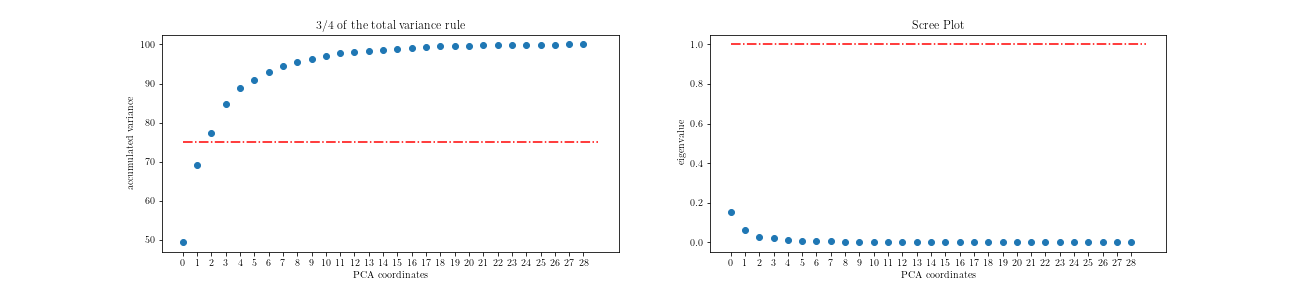 3/4 of the total variance rule
100
90
80
70
60
50
accumulated variance
0 1 2 3 4 5 6 7 8 9 10 11 12 13 14 15 16 17 18 19 20 21 22 23 24 25 26 27 28
PCA coordinates
Scree Plot
1.0
0.8
0.6
0.4
0.2
0.0
eigenvalue
0 1 2 3 4 5 6 7 8 9 10 11 12 13 14 15 16 17 18 19 20 21 22 23 24 25 26 27 28
PCA coordinates